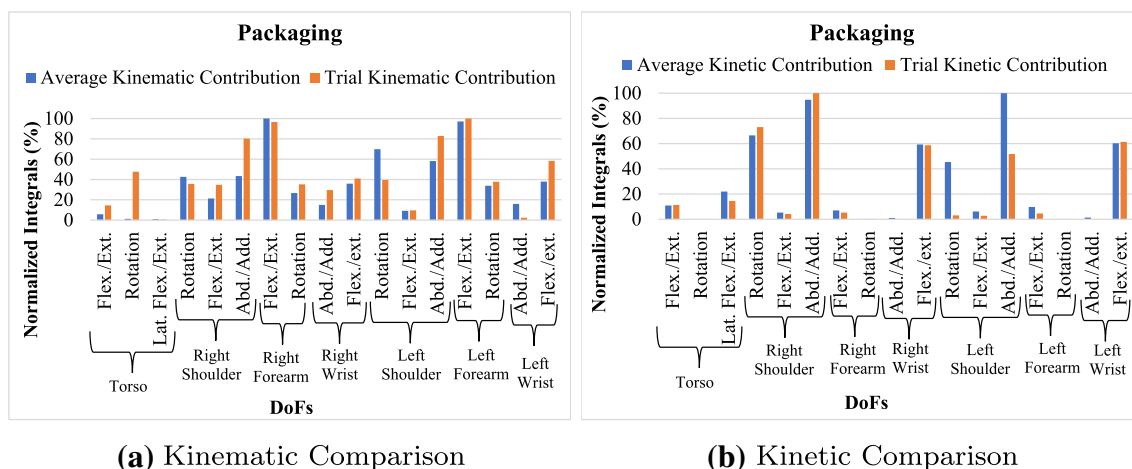 Packaging
Average Kinematic Contribution Trial Kinematic Contribution
Normalized Integrals (%)
100
80
60
40
20
0
Flex./Ext.
Rotation
Lat. Flex./Ext.
Rotation
Flex./Ext.
Abd./Add.
Flex./Ext.
Rotation
Abd./Add.
Flex./ext.
Rotation
Flex./Ext.
Abd./Add.
Flex./Ext.
Rotation
Abd./Add.
Flex./ext.
Torso
Right
Shoulder
Right
Forearm
Right
Wrist
Left
Shoulder
Left
Forearm
Left
Wrist
DoFs
(a) Kinematic Comparison
Packaging
Average Kinetic Contribution Trial Kinetic Contribution
Normalized Integrals (%)
100
80
60
40
20
0
Flex./Ext.
Rotation
Lat. Flex./Ext.
Rotation
Flex./Ext.
Abd./Add.
Flex./Ext.
Rotation
Abd./Add.
Flex./ext.
Rotation
Flex./Ext.
Abd./Add.
Flex./Ext.
Rotation
Abd./Add.
Flex./ext.
Torso
Right
Shoulder
Right
Forearm
Right
Wrist
Left
Shoulder
Left
Forearm
Left
Wrist
DoFs
(b) Kinetic Comparison